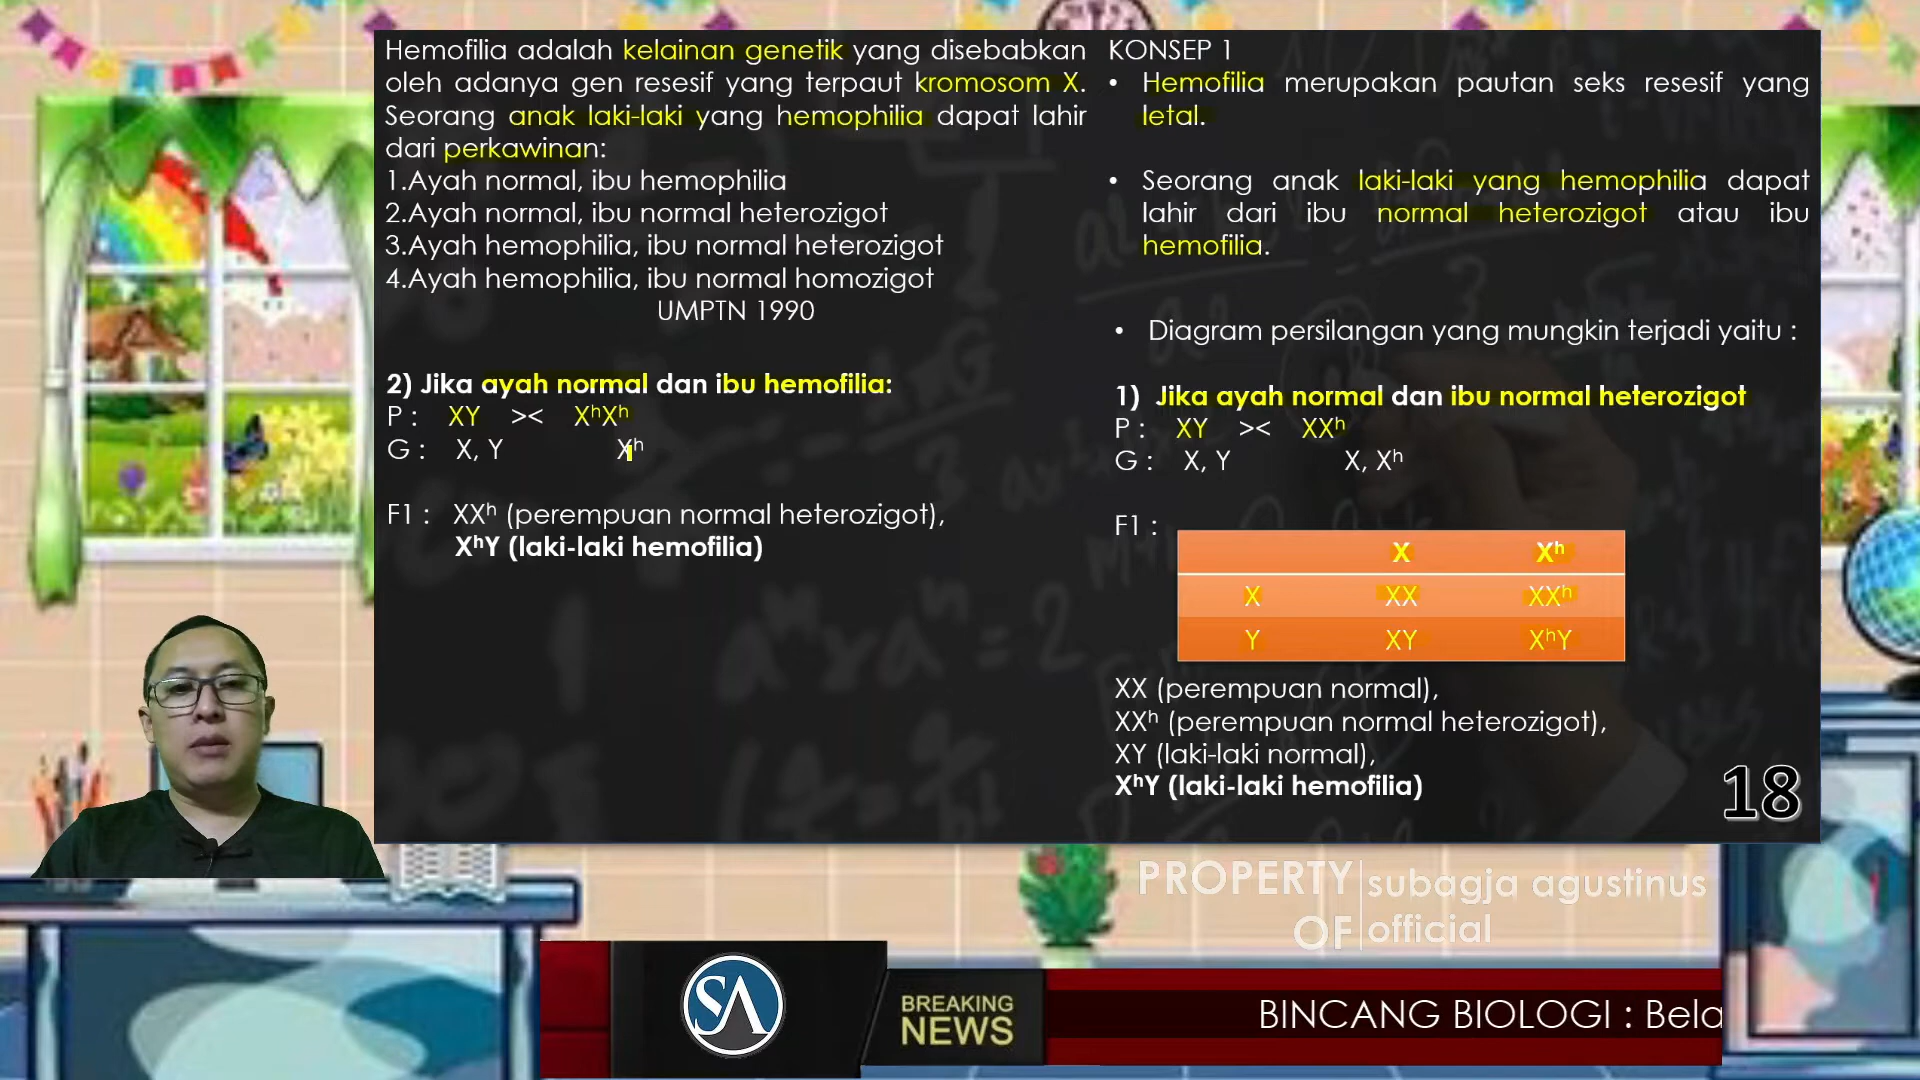 Hemofilia adalah kelainan genetik yang disebabkan
oleh adanya gen resesif yang terpaut kromosom X.
Seorang anak laki-laki yang hemophilia dapat lahir
dari perkawinan:
1.Ayah normal, ibu hemophilia
2.Ayah normal, ibu normal heterozigot
3.Ayah hemophilia, ibu normal heterozigot
4.Ayah hemophilia, ibu normal homozigot
UMPTN 1990
2) Jika ayah normal dan ibu hemofilia:
P : XY >< XʰXʰ
G : X, Y Xʰ
F1 : XXʰ (perempuan normal heterozigot),
XʰY (laki-laki hemofilia)
KONSEP 1
• Hemofilia merupakan pautan seks resesif yang
letal.
• Seorang anak laki-laki yang hemophilia dapat
lahir dari ibu normal heterozigot atau ibu
hemofilia.
• Diagram persilangan yang mungkin terjadi yaitu :
1) Jika ayah normal dan ibu normal heterozigot
P : XY >< XXʰ
G : X, Y X, Xʰ
F1 :
X Xʰ
X XX XXʰ
Y XY XʰY
XX (perempuan normal),
XXʰ (perempuan normal heterozigot),
XY (laki-laki normal),
XʰY (laki-laki hemofilia)
18
PROPERTY OF
subagja agustinus
official
SA
BREAKING
NEWS
BINCANG BIOLOGI : Bela